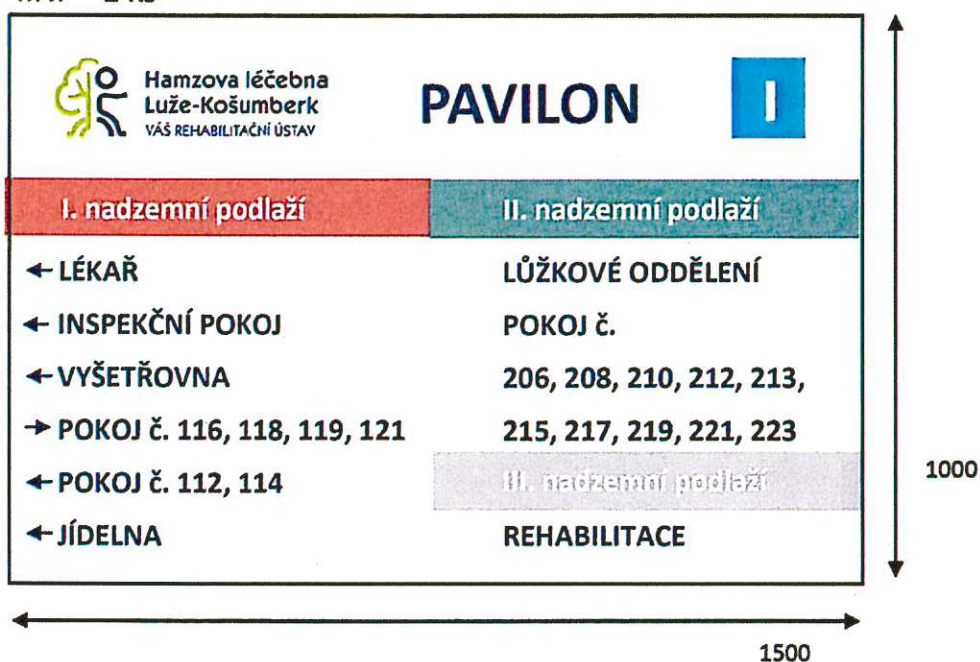 Hamzova léčebna
Luže-Košumberk
VÁŠ REHABILITAČNÍ ÚSTAV
PAVILON
I
I. nadzemní podlaží
← LÉKAŘ
← INSPEKČNÍ POKOJ
← VYŠETŘOVNA
→ POKOJ č. 116, 118, 119, 121
← POKOJ č. 112, 114
← JÍDELNA
II. nadzemní podlaží
LŮŽKOVÉ ODDĚLENÍ
POKOJ č.
206, 208, 210, 212, 213,
215, 217, 219, 221, 223
III. nadzemní podlaží
REHABILITACE
1000
1500